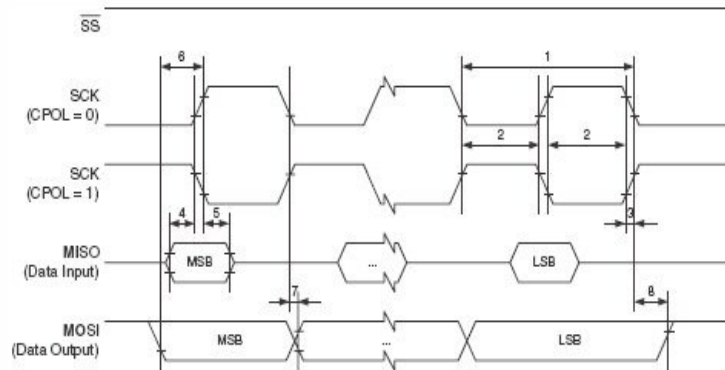 SS
6
1
SCK
(CPOL = 0)
2
2
SCK
(CPOL = 1)
4
5
3
MISO
(Data Input)
MSB
...
LSB
7
8
MOSI
(Data Output)
MSB
...
LSB